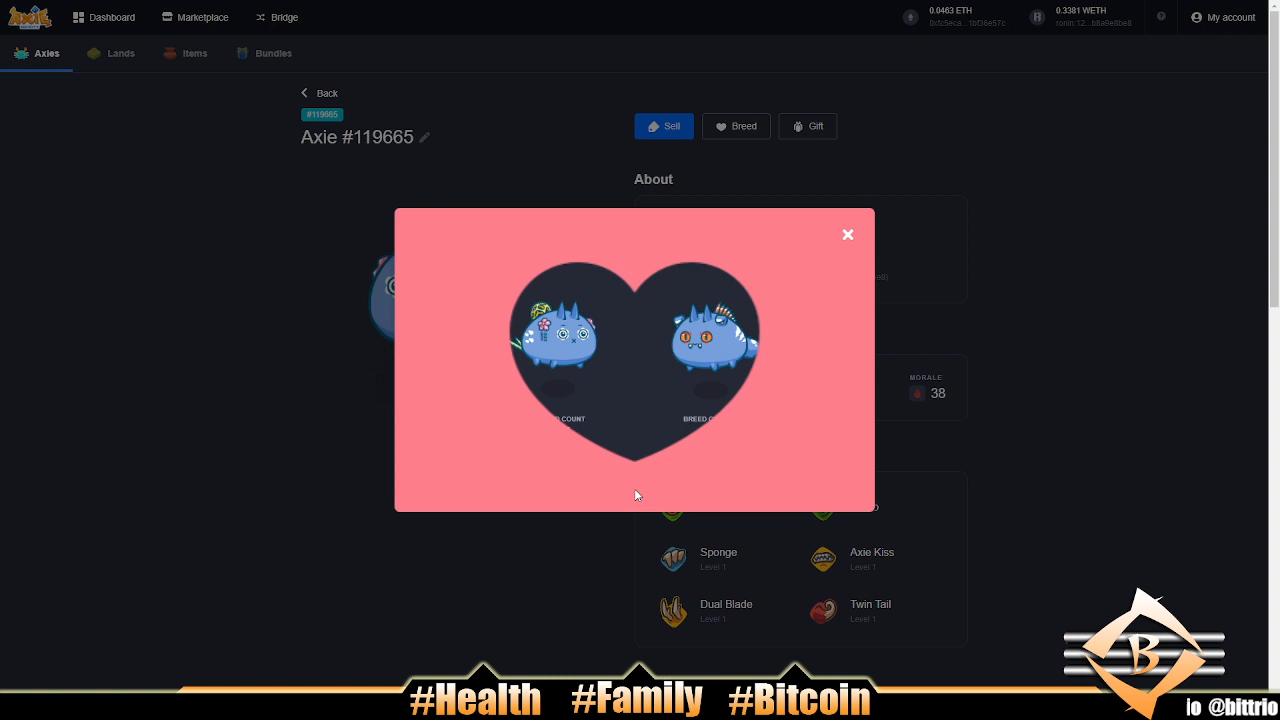 Dashboard
Marketplace
Bridge
0.0463 ETH
0xfc5eca...1bf36e57c
0.3381 WETH
ronin:12...b8a9e8be8
My account
Axies
Lands
Items
Bundles
Back
#119665
Axie #119665
Sell
Breed
Gift
About
COUNT
BREED
MORALE
38
Sponge
Level 1
Axie Kiss
Level 1
Dual Blade
Level 1
Twin Tail
Level 1
#Health #Family #Bitcoin
B
io @bittrio